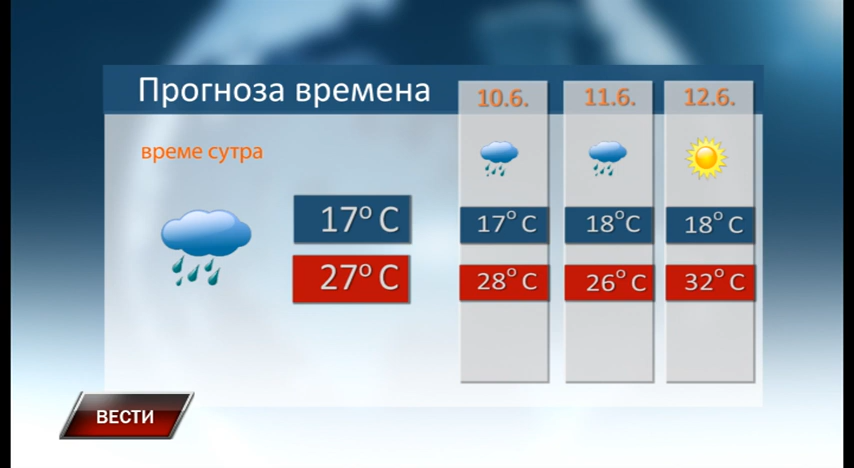 Прогноза времена
време сутра
17° C
27° C
10.6.
17° C
28° C
11.6.
18°C
26° C
12.6.
18° C
32° C
ВЕСТИ